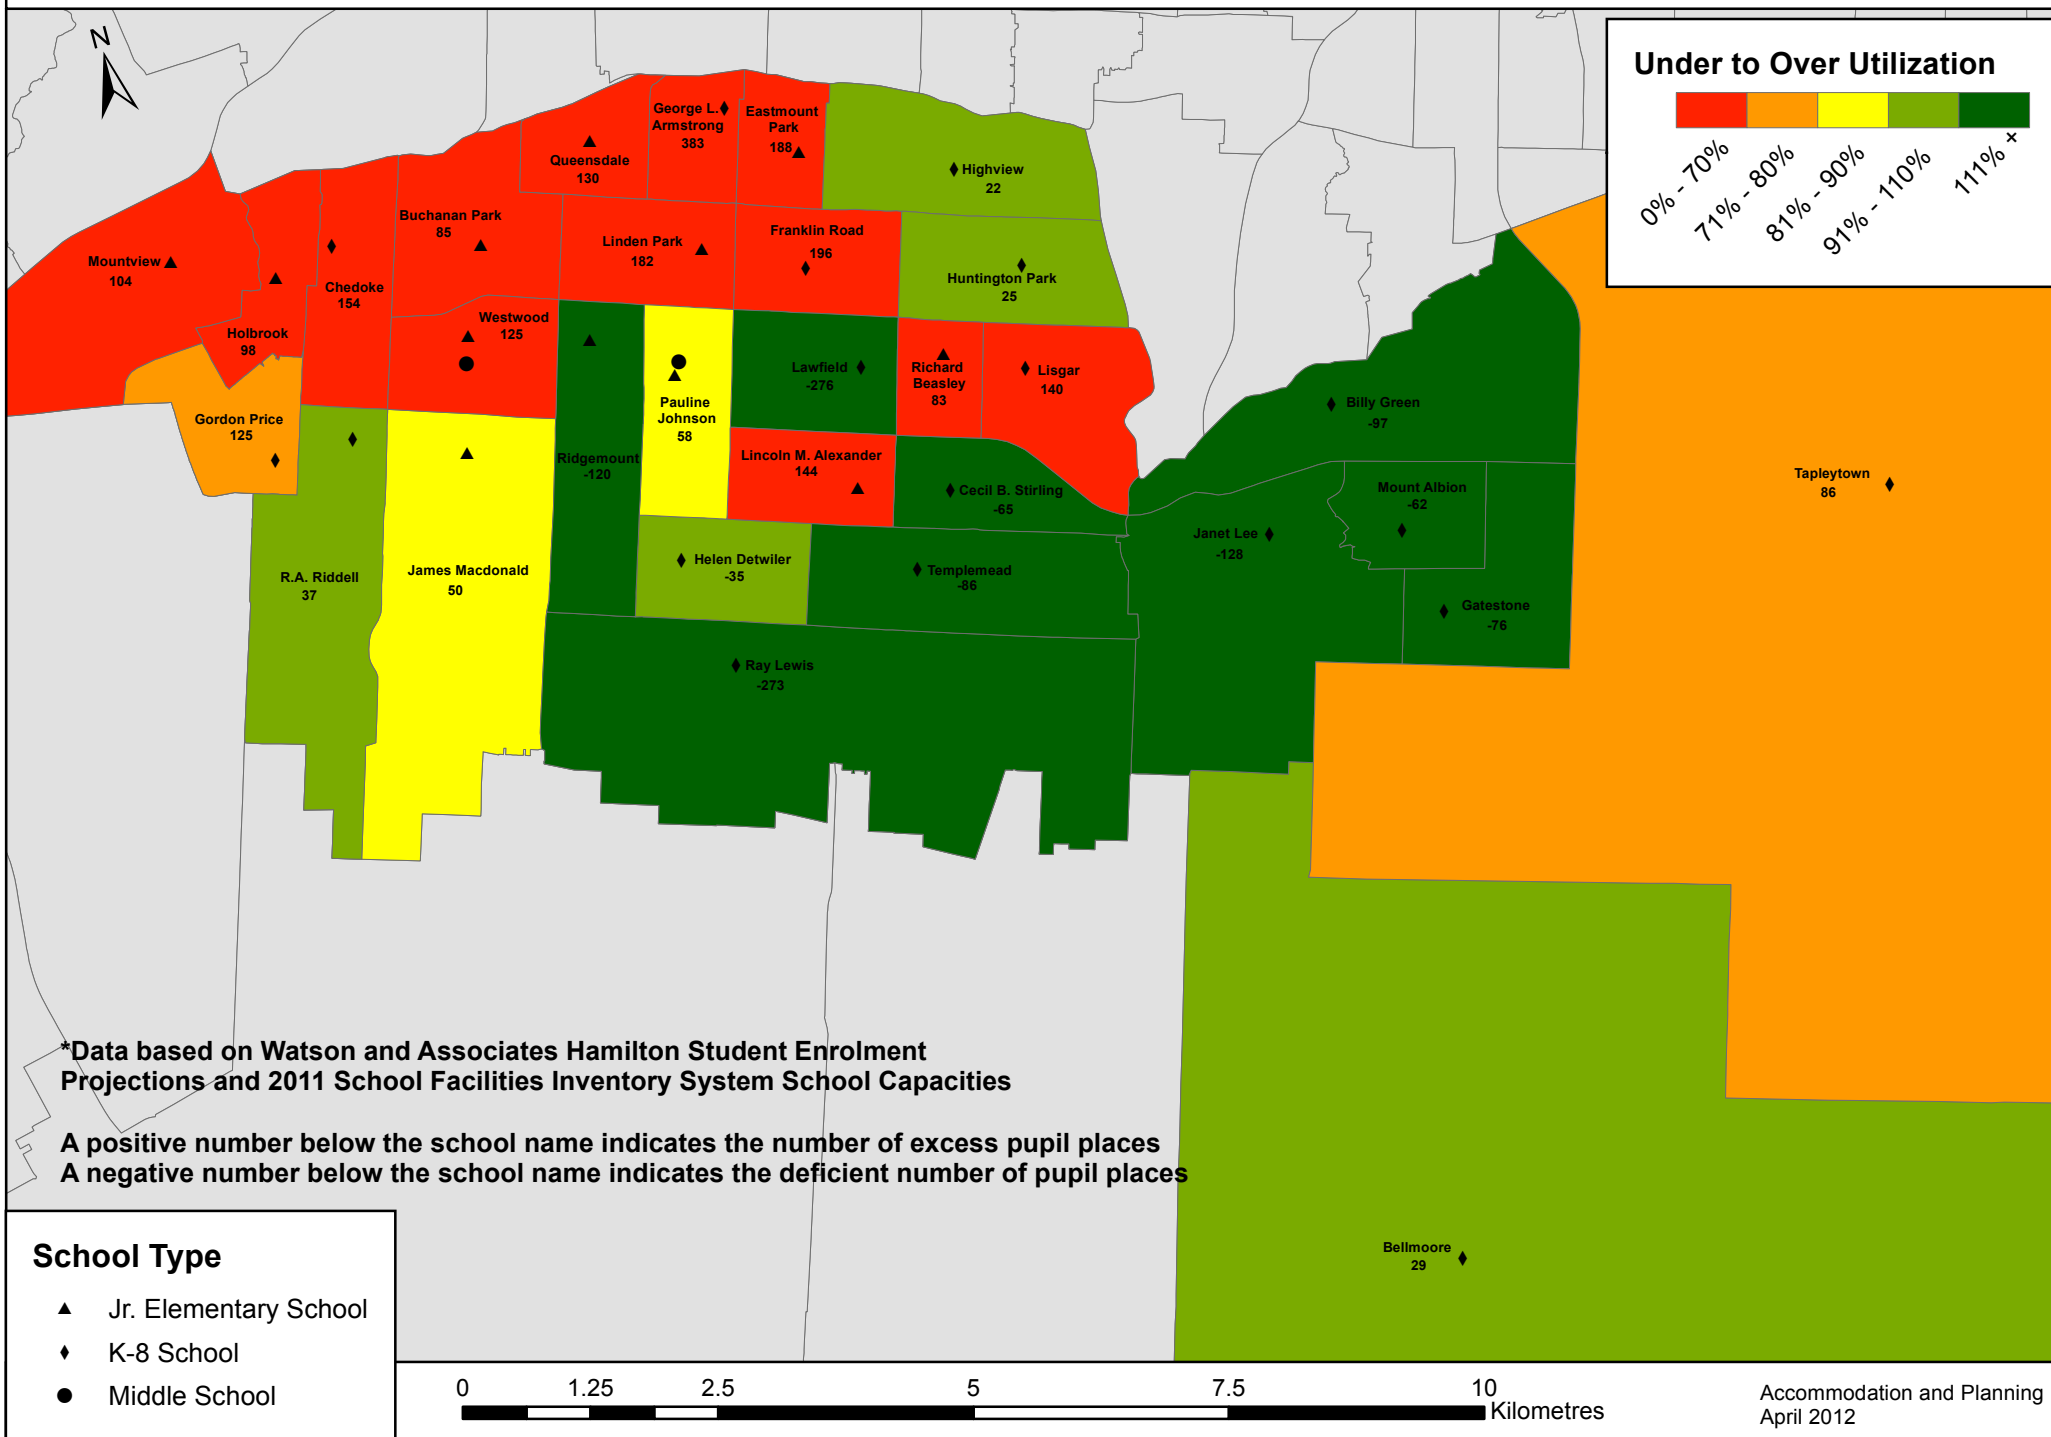 N
Under to Over Utilization
0% - 70%
71% - 80%
81% - 90%
91% - 110%
111% +
George L.
Armstrong
383
Eastmount
Park
188
Queensdale
130
Highview
22
Buchanan Park
85
Linden Park
182
Franklin Road
196
Mountview
104
Huntington Park
25
Chedoke
154
Holbrook
98
Westwood
125
Lawfield
-276
Richard
Beasley
83
Lisgar
140
Pauline
Johnson
58
Billy Green
-97
Gordon Price
125
Ridgemount
-120
Lincoln M. Alexander
144
Cecil B. Stirling
-65
Mount Albion
-62
Tapleytown
86
Janet Lee
-128
R.A. Riddell
37
James Macdonald
50
Helen Detwiler
-35
Templemead
-86
Gatestone
-76
Ray Lewis
-273
Bellmoore
29
*Data based on Watson and Associates Hamilton Student Enrolment
Projections and 2011 School Facilities Inventory System School Capacities
A positive number below the school name indicates the number of excess pupil places
A negative number below the school name indicates the deficient number of pupil places
School Type
Jr. Elementary School
K-8 School
Middle School
0 1.25 2.5 5 7.5 10
Kilometres
Accommodation and Planning
April 2012